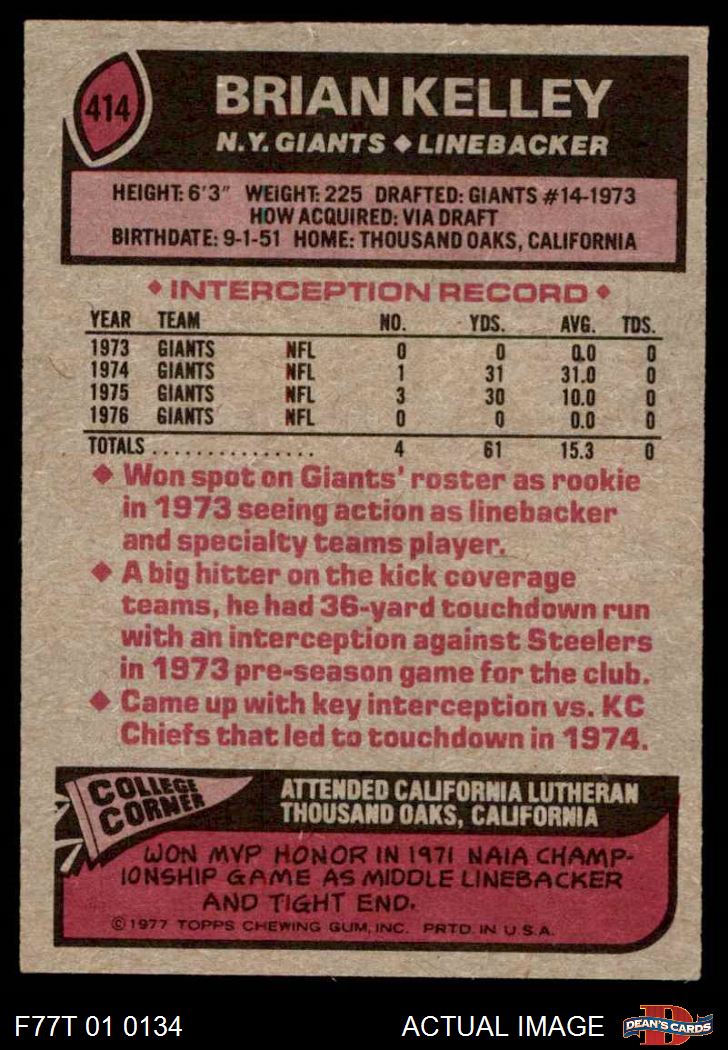 414
BRIAN KELLEY
N.Y. GIANTS ◆ LINEBACKER
HEIGHT: 6'3" WEIGHT: 225 DRAFTED: GIANTS #14-1973
HOW ACQUIRED: VIA DRAFT
BIRTHDATE: 9-1-51 HOME: THOUSAND OAKS, CALIFORNIA
◆ INTERCEPTION RECORD ◆
YEAR TEAM NO. YDS. AVG. TDS.
1973 GIANTS NFL 0 0 0.0 0
1974 GIANTS NFL 1 31 31.0 0
1975 GIANTS NFL 3 30 10.0 0
1976 GIANTS NFL 0 0 0.0 0
TOTALS . . . . . . . . . . . . . . . 4 61 15.3 0
◆ Won spot on Giants' roster as rookie
in 1973 seeing action as linebacker
and specialty teams player.
◆ A big hitter on the kick coverage
teams, he had 36-yard touchdown run
with an interception against Steelers
in 1973 pre-season game for the club.
◆ Came up with key interception vs. KC
Chiefs that led to touchdown in 1974.
COLLEGE
CORNER
ATTENDED CALIFORNIA LUTHERAN
THOUSAND OAKS, CALIFORNIA
WON MVP HONOR IN 1971 NAIA CHAMP-
IONSHIP GAME AS MIDDLE LINEBACKER
AND TIGHT END.
©1977 TOPPS CHEWING GUM, INC. PRTD. IN U.S.A.
F77T 01 0134
ACTUAL IMAGE
D
DEAN'S CARDS